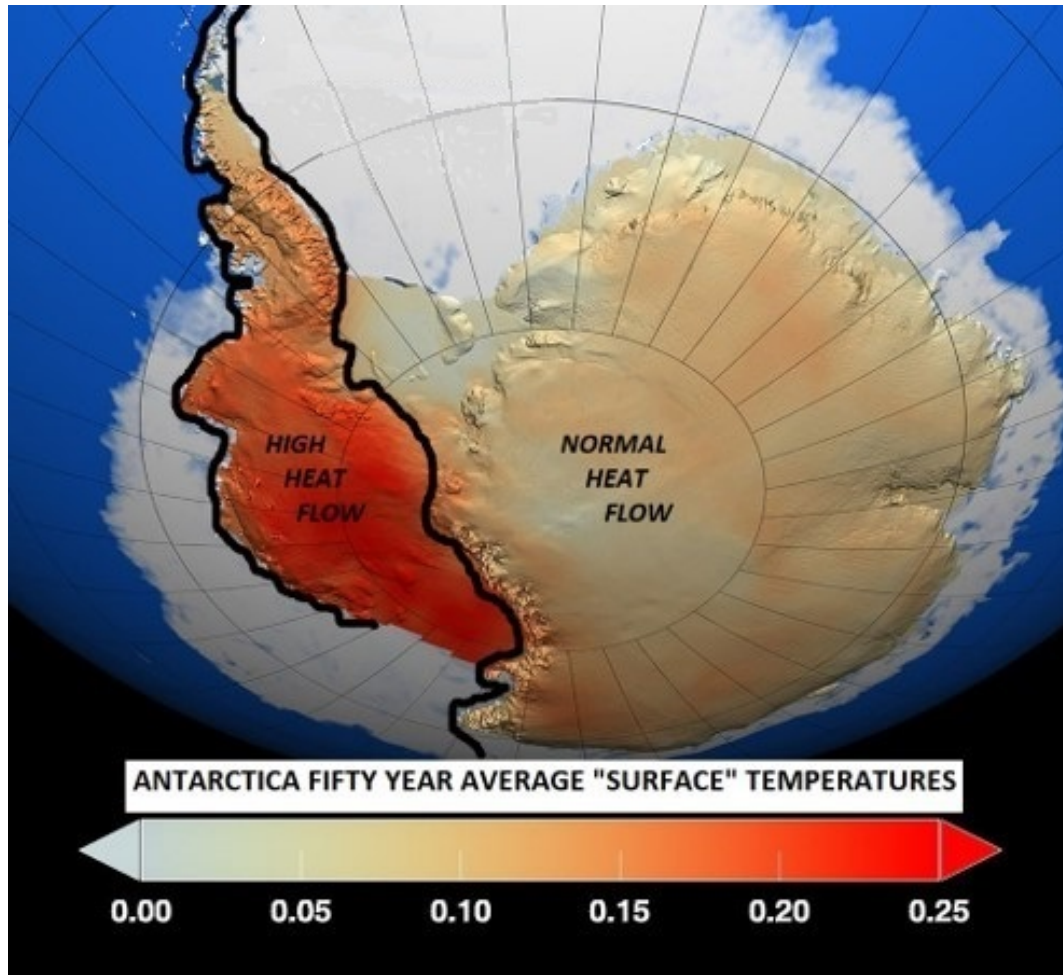 HIGH
HEAT
FLOW
NORMAL
HEAT
FLOW
ANTARCTICA FIFTY YEAR AVERAGE "SURFACE" TEMPERATURES
0.00 0.05 0.10 0.15 0.20 0.25